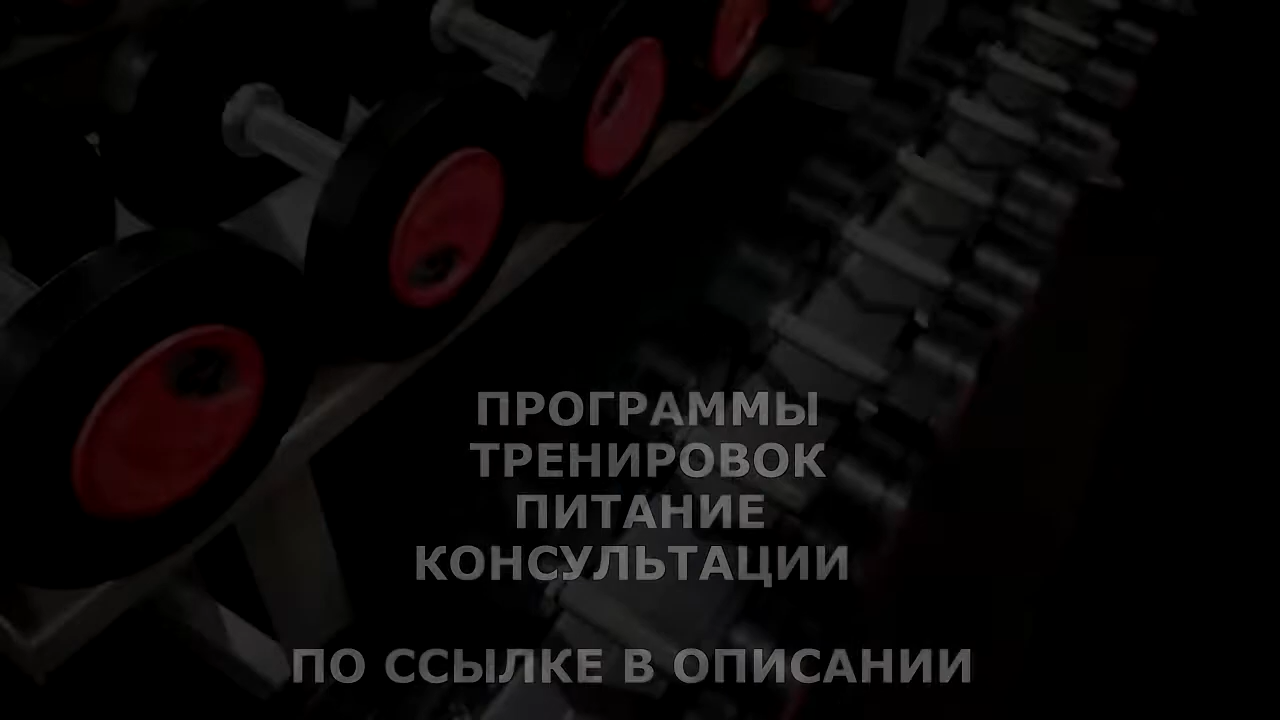 ПРОГРАММЫ
ТРЕНИРОВОК
ПИТАНИЕ
КОНСУЛЬТАЦИИ
ПО ССЫЛКЕ В ОПИСАНИИ